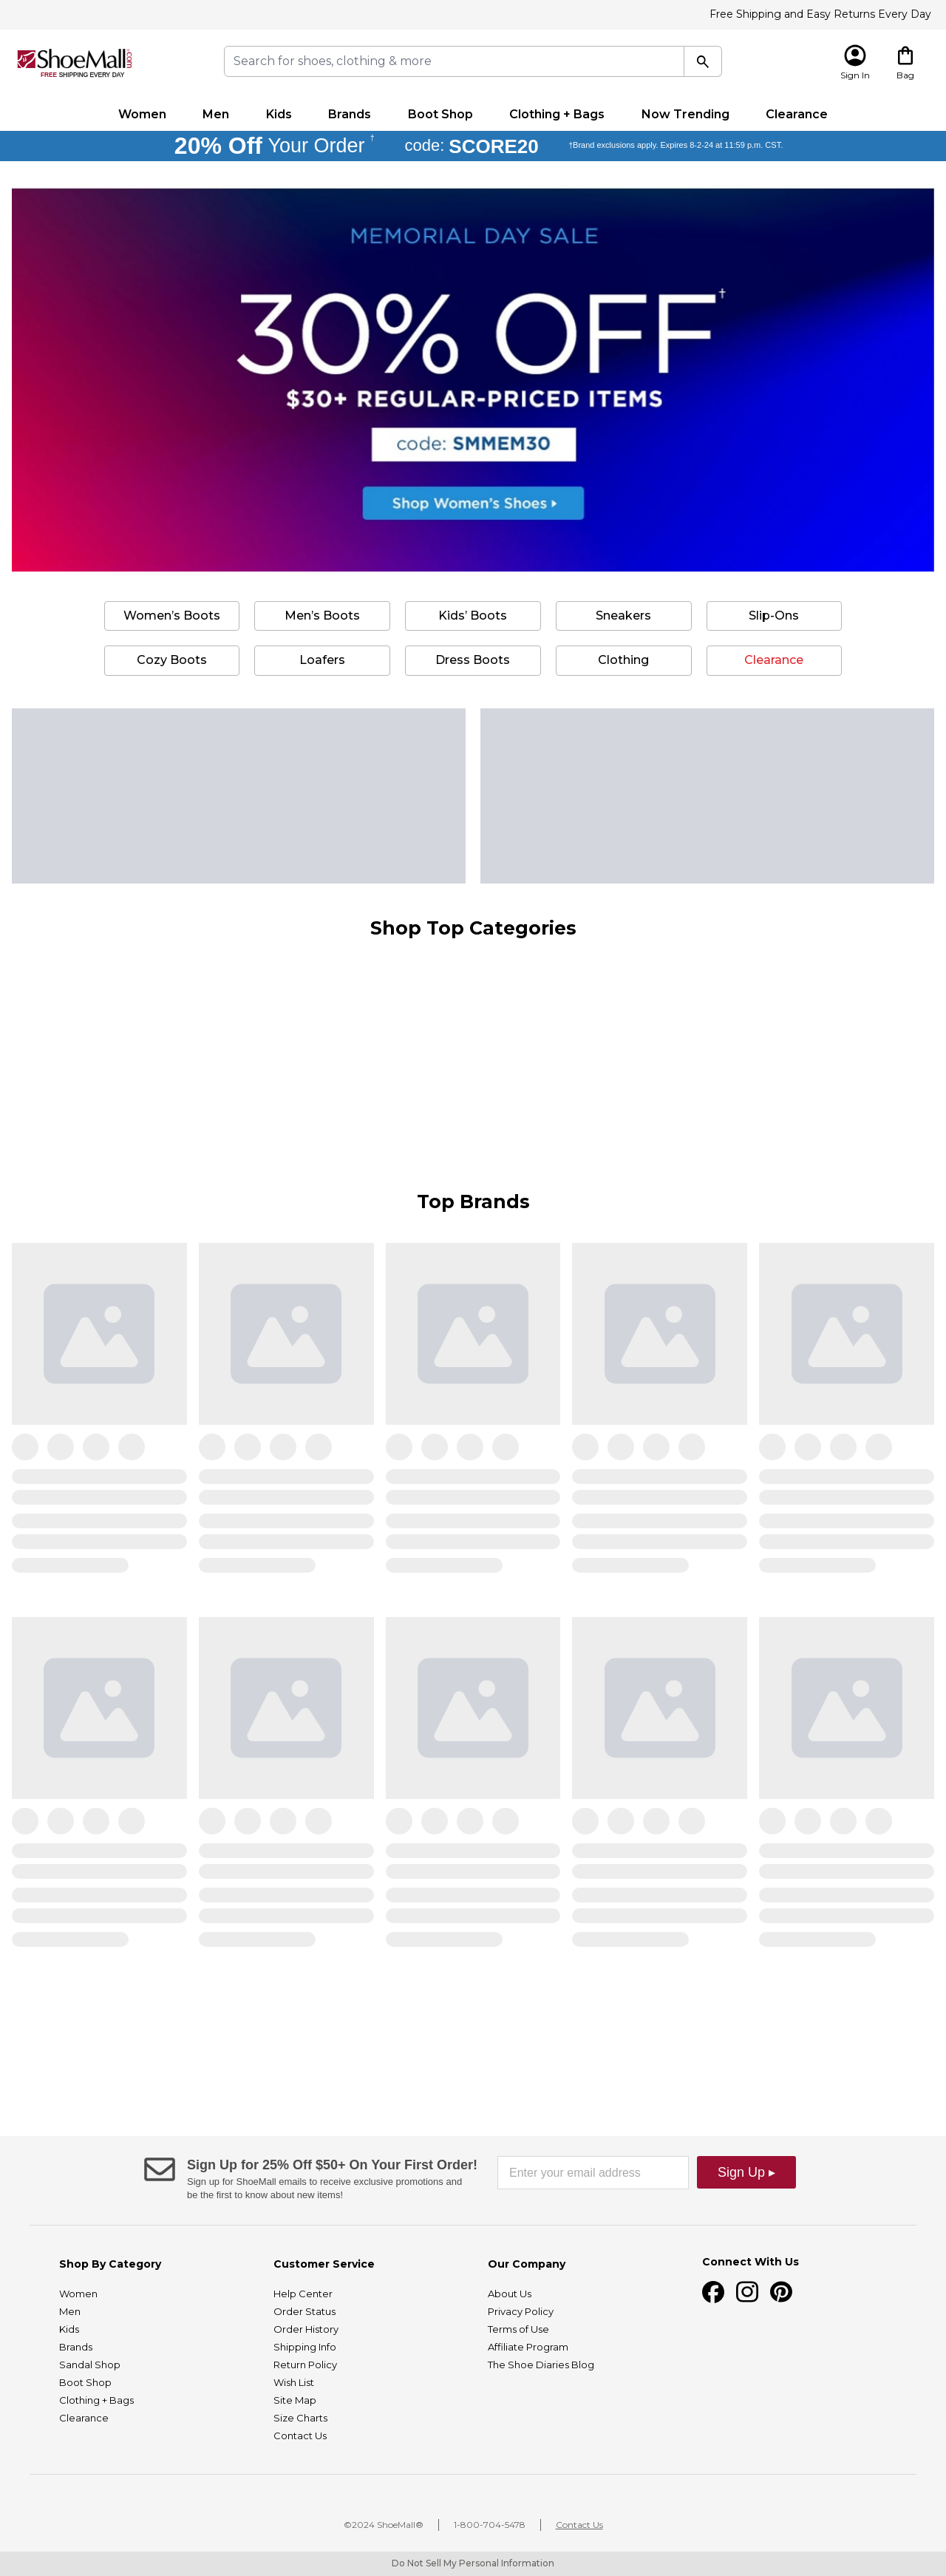 Free Shipping and Easy Returns Every Day
ShoeMall.com
FREE SHIPPING EVERY DAY
Search for shoes, clothing & more
Sign In
Bag
Women
Men
Kids
Brands
Boot Shop
Clothing + Bags
Now Trending
Clearance
20% Off Your Order † code: SCORE20 †Brand exclusions apply. Expires 8-2-24 at 11:59 p.m. CST.
MEMORIAL DAY SALE
30% OFF†
$30+ REGULAR-PRICED ITEMS
code: SMMEM30
Shop Women's Shoes ▸
Women’s Boots
Men’s Boots
Kids’ Boots
Sneakers
Slip-Ons
Cozy Boots
Loafers
Dress Boots
Clothing
Clearance
Shop Top Categories
Top Brands
Sign Up for 25% Off $50+ On Your First Order!
Sign up for ShoeMall emails to receive exclusive promotions and
be the first to know about new items!
Enter your email address
Sign Up ▸
Shop By Category
Women
Men
Kids
Brands
Sandal Shop
Boot Shop
Clothing + Bags
Clearance
Customer Service
Help Center
Order Status
Order History
Shipping Info
Return Policy
Wish List
Site Map
Size Charts
Contact Us
Our Company
About Us
Privacy Policy
Terms of Use
Affiliate Program
The Shoe Diaries Blog
Connect With Us
©2024 ShoeMall®
1-800-704-5478
Contact Us
Do Not Sell My Personal Information